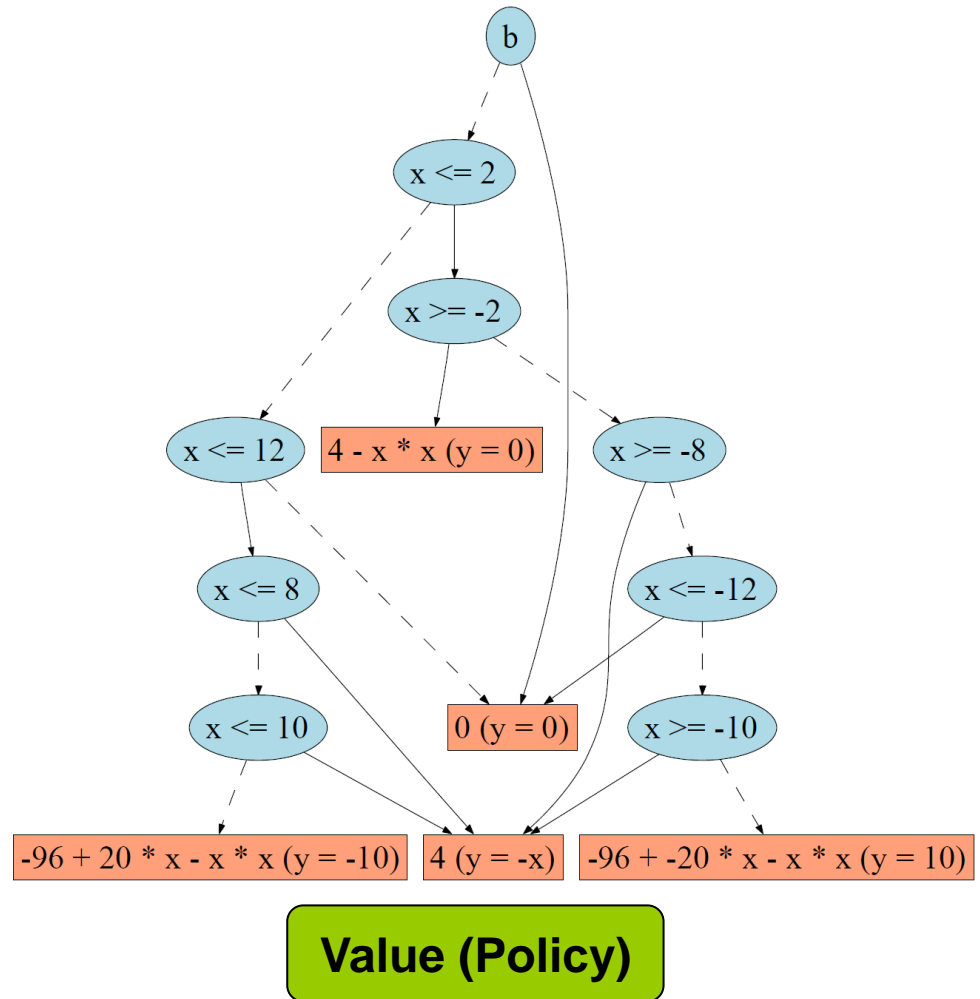 b
x <= 2
x >= -2
x <= 12
4 - x * x (y = 0)
x >= -8
x <= 8
x <= -12
x <= 10
0 (y = 0)
x >= -10
-96 + 20 * x - x * x (y = -10)
4 (y = -x)
-96 + -20 * x - x * x (y = 10)
Value (Policy)